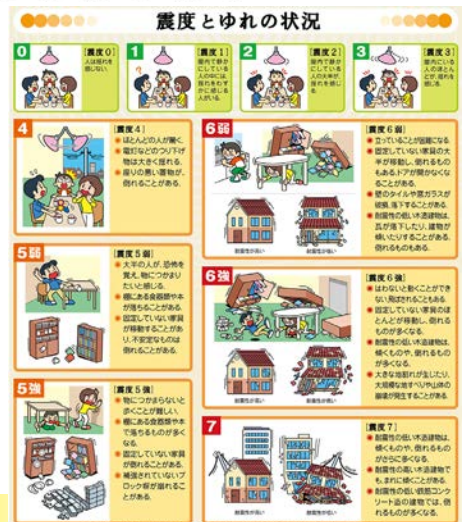 震度とゆれの状況
0
[震度0]
人は揺れを
感じない。
1
[震度1]
屋内で静か
にしている
人の中には、
揺れをわず
かに感じる
人がいる。
2
[震度2]
屋内で静か
にしている
人の大半が、
揺れを感じ
る。
3
[震度3]
屋内にいる
人のほとん
どが、揺れを
感じる。
4
[震度4]
ほとんどの人が驚く。
電灯などのつり下げ
物は大きく揺れる。
座りの悪い置物が、
倒れることがある。
5弱
[震度5弱]
大半の人が、恐怖を
覚え、物につかまり
たいと感じる。
棚にある食器類や本
が落ちることがある。
固定していない家具
が移動することがあ
り、不安定なものは
倒れることがある。
5強
[震度5強]
物につかまらないと
歩くことが難しい。
棚にある食器類や本
で落ちるものが多く
なる。
固定していない家具
が倒れることがある。
補強されていないブ
ロック塀が崩れるこ
とがある。
6弱
[震度6弱]
立っていることが困難になる。
固定していない家具の大
半が移動し、倒れるもの
もある。ドアが開かなくな
ることがある。
壁のタイルや窓ガラスが
破損、落下することがある。
耐震性の低い木造建物は、
瓦が落下したり、建物が
傾いたりすることがある。
倒れるものもある。
耐震性が高い
耐震性が低い
6強
[震度6強]
はわないと動くことができ
ない。飛ばされることもある。
固定していない家具のほ
とんどが移動し、倒れる
ものが多くなる。
耐震性の低い木造建物は、
傾くものや、倒れるもの
が多くなる。
大きな地割れが生じたり、
大規模な地すべりや山体の
崩壊が発生することがある。
耐震性が高い
耐震性が低い
7
[震度7]
耐震性の低い木造建物は、
傾くものや、倒れるもの
がさらに多くなる。
耐震性の高い木造建物で
も、まれに傾くことがある。
耐震性の低い鉄筋コンク
リート造の建物では、倒
れるものが多くなる。
耐震性が高い
耐震性が低い